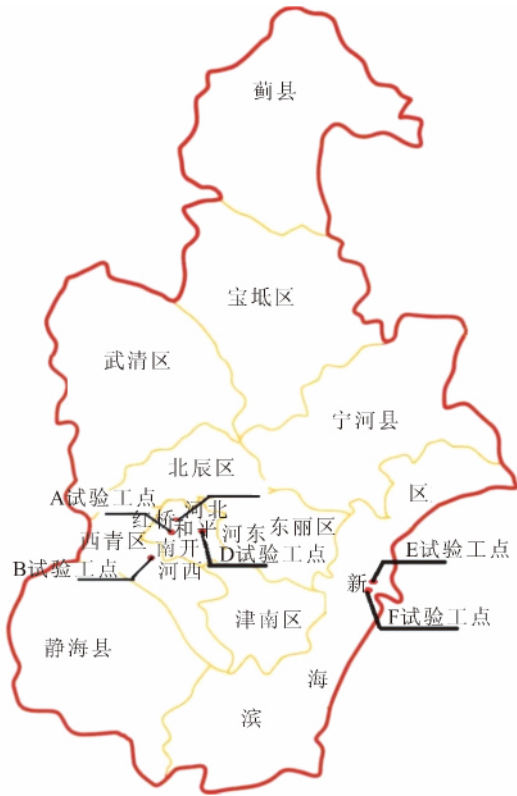 蓟县
宝坻区
武清区
宁河县
北辰区
区
A试验工点
河北
红桥
和平
河东
东丽区
西青区
南开
D试验工点
E试验工点
B试验工点
河西
新
津南区
F试验工点
静海县
海
滨